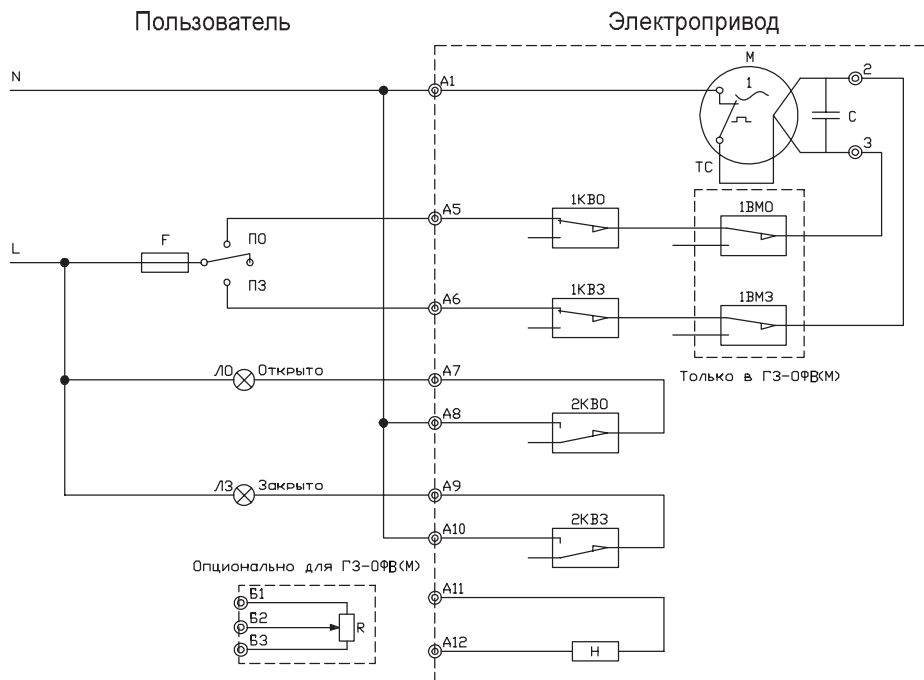 Пользователь
Электропривод
N
A1
M
1
2
C
3
TC
A5
1КВО
1ВМО
F
ПО
L
ПЗ
A6
1КВЗ
1ВМЗ
ЛО Открыто
A7
Только в ГЗ-ОФВ(М)
A8
2КВО
ЛЗ Закрыто
A9
A10
2КВЗ
Опционально для ГЗ-ОФВ(М)
Б1
Б2
R
Б3
A11
A12
H